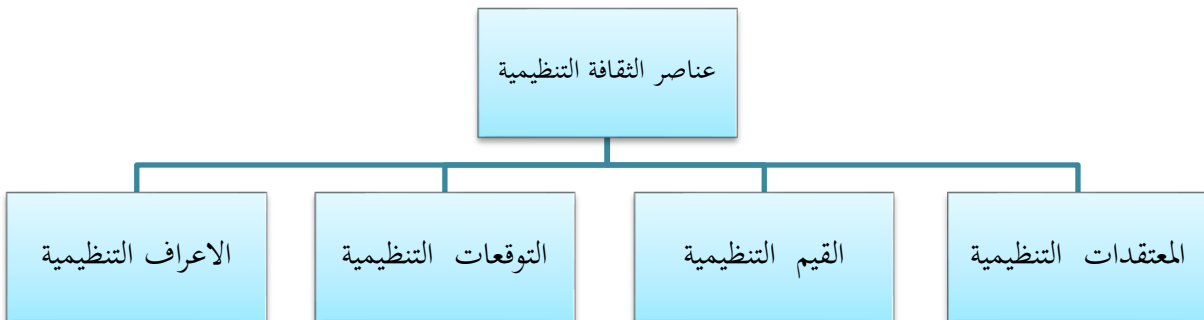 عناصر الثقافة التنظيمية
المعتقدات التنظيمية
القيم التنظيمية
التوقعات التنظيمية
الاعراف التنظيمية